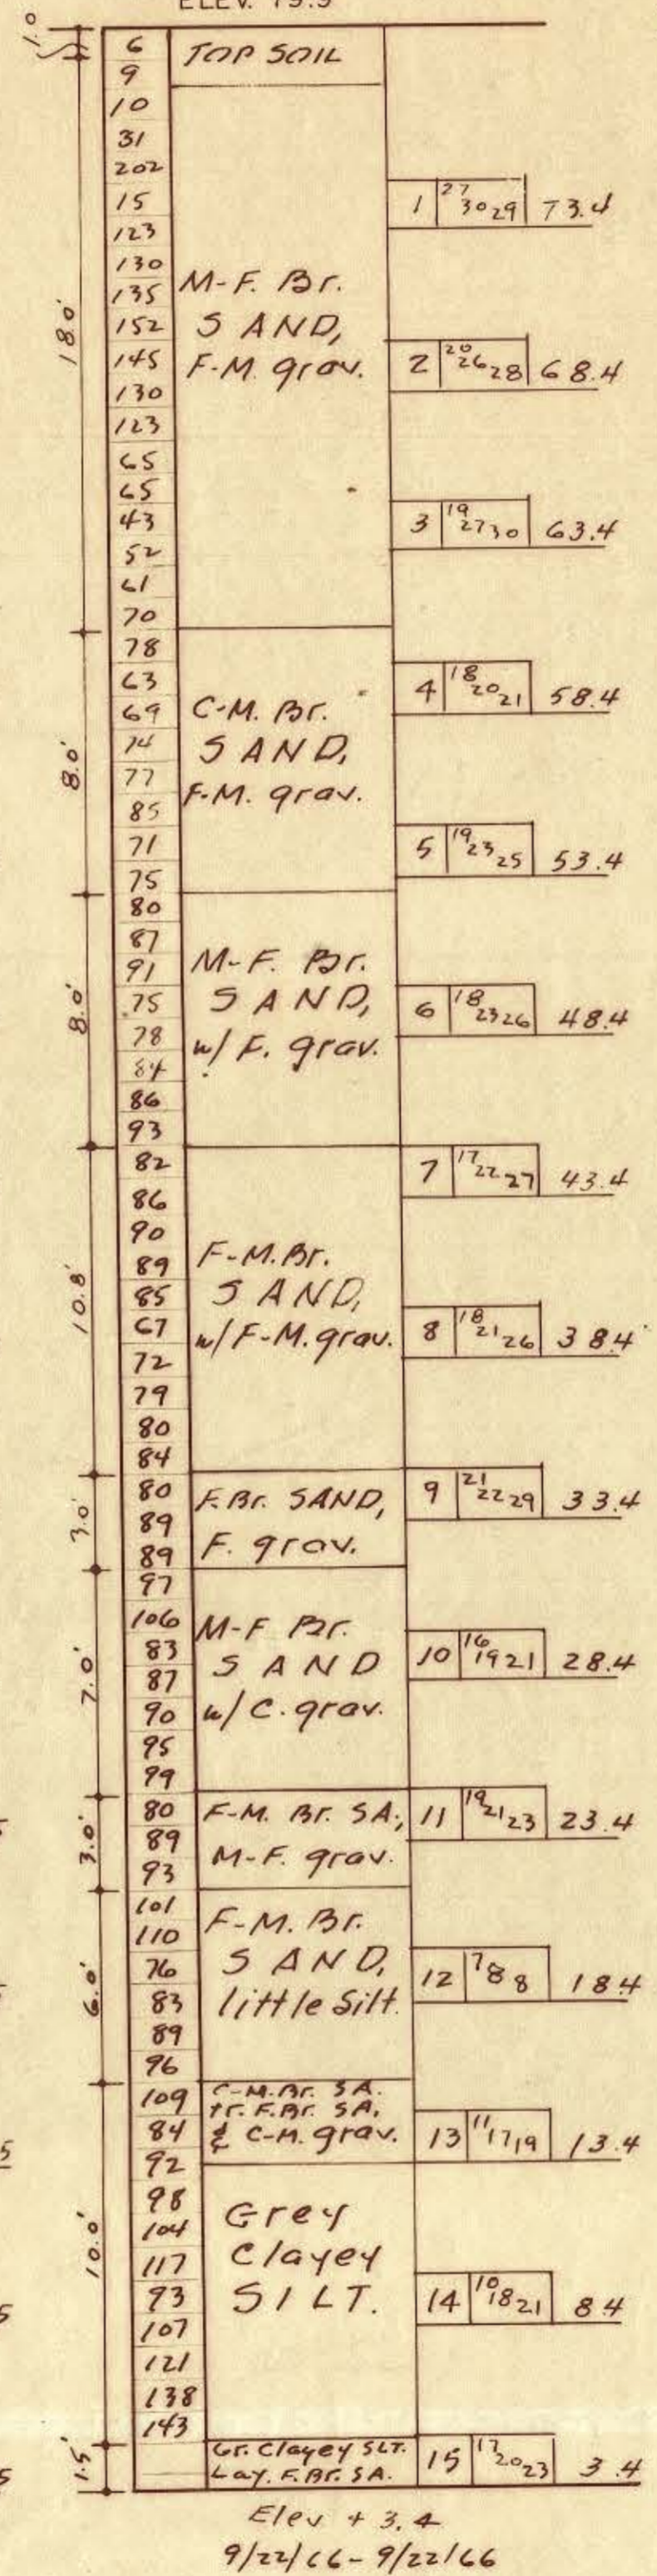 ELEV. 79.9
1.0
18.0'
8.0'
8.0'
10.8'
3.0'
7.0'
3.0'
6.0'
10.0'
1.5'
6
9
10
31
202
15
123
130
135
152
145
130
123
65
65
43
52
61
70
78
63
69
74
77
85
71
75
80
87
91
75
78
84
86
93
82
86
90
89
85
67
72
79
80
84
80
89
89
97
106
83
87
90
95
99
80
89
93
101
110
76
83
89
96
109
84
92
98
104
117
93
107
121
138
143
TOP SOIL
M-F. Br.
SAND,
F-M. grav.
C-M. Br.
SAND,
F-M. grav.
M-F. Br.
SAND,
w/ F. grav.
F-M. Br.
SAND,
w/ F-M. grav.
F. Br. SAND,
F. grav.
M-F Br.
SAND
w/ C. grav.
F-M. Br. SA.,
M-F. grav.
F-M. Br.
SAND,
little Silt.
C-M. Br. SA.
tr. F. Br. SA,
& C-M. grav.
Grey
Clayey
SILT.
Gr. Clayey SLT.
Lay. F. Br. SA.
1 27 30 29 73.4
2 20 26 28 68.4
3 19 27 30 63.4
4 18 20 21 58.4
5 19 23 25 53.4
6 18 23 26 48.4
7 17 22 27 43.4
8 18 21 26 38.4
9 21 22 29 33.4
10 16 19 21 28.4
11 19 21 23 23.4
12 7 8 8 18.4
13 11 17 19 13.4
14 10 18 21 8.4
15 17 20 23 3.4
Elev + 3.4
9/22/66 - 9/22/66
5
5
5